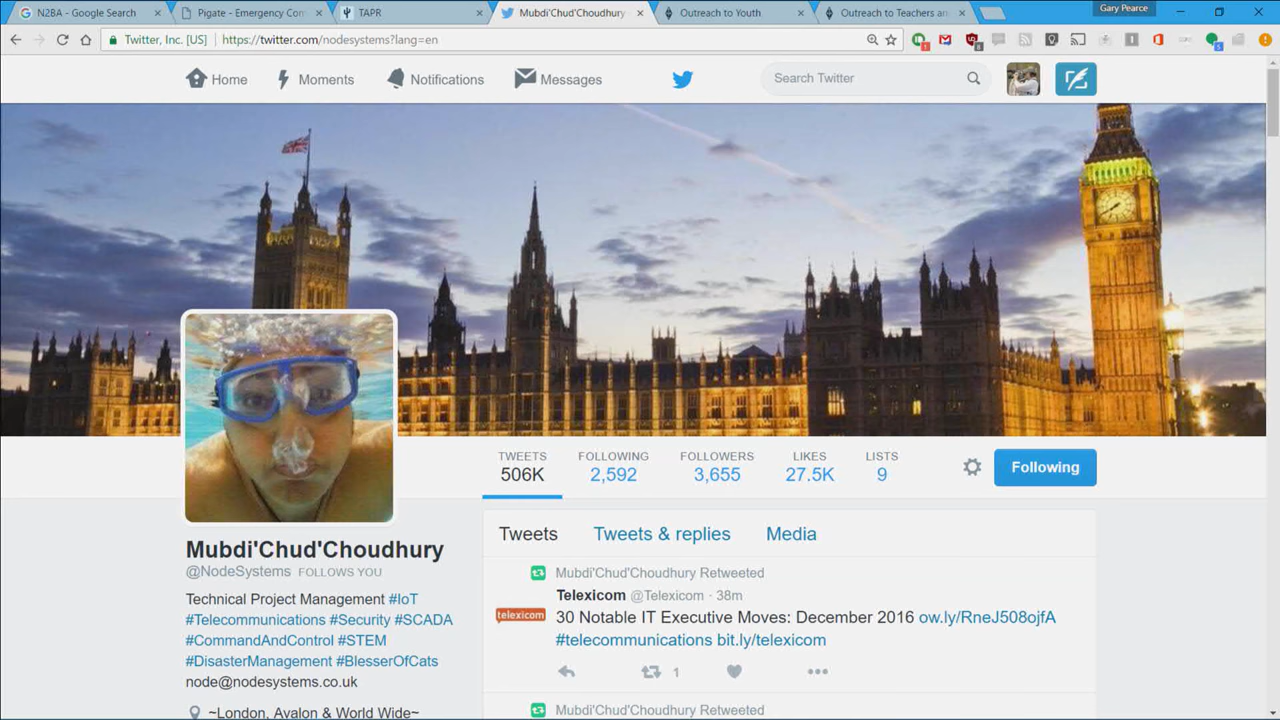 N2BA - Google Search
Pigate - Emergency Con
TAPR
Mubdi'Chud'Choudhury
Outreach to Youth
Outreach to Teachers an
Gary Pearce
Twitter, Inc. [US]
https://twitter.com/nodesystems?lang=en
Home
Moments
Notifications
Messages
Search Twitter
TWEETS
506K
FOLLOWING
2,592
FOLLOWERS
3,655
LIKES
27.5K
LISTS
9
Following
Mubdi'Chud'Choudhury
@NodeSystems FOLLOWS YOU
Technical Project Management #IoT
#Telecommunications #Security #SCADA
#CommandAndControl #STEM
#DisasterManagement #BlesserOfCats
node@nodesystems.co.uk
~London, Avalon & World Wide~
Tweets
Tweets & replies
Media
Mubdi'Chud'Choudhury Retweeted
Telexicom @Telexicom · 38m
telexicom
30 Notable IT Executive Moves: December 2016 ow.ly/RneJ508ojfA
#telecommunications bit.ly/telexicom
1
Mubdi'Chud'Choudhury Retweeted